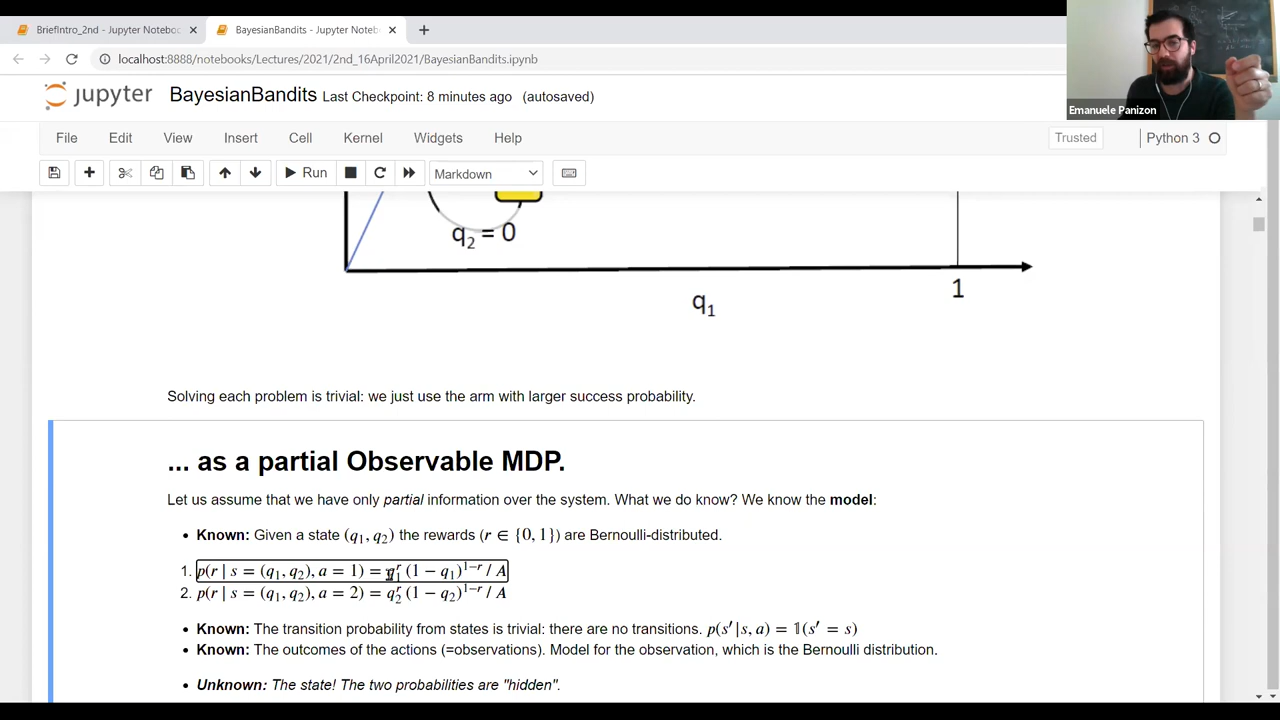 BriefIntro_2nd - Jupyter Noteboo
BayesianBandits - Jupyter Noteb
localhost:8888/notebooks/Lectures/2021/2nd_16April2021/BayesianBandits.ipynb
Emanuele Panizon
jupyter BayesianBandits Last Checkpoint: 8 minutes ago (autosaved)
File Edit View Insert Cell Kernel Widgets Help Trusted Python 3
Run Markdown
q₂ = 0
1
q₁
Solving each problem is trivial: we just use the arm with larger success probability.
... as a partial Observable MDP.
Let us assume that we have only partial information over the system. What we do know? We know the model:
• Known: Given a state (q₁, q₂) the rewards (r ∈ {0, 1}) are Bernoulli-distributed.
1. p(r | s = (q₁, q₂), a = 1) = q₁ʳ (1 − q₁)¹⁻ʳ / A
2. p(r | s = (q₁, q₂), a = 2) = q₂ʳ (1 − q₂)¹⁻ʳ / A
• Known: The transition probability from states is trivial: there are no transitions. p(s′|s, a) = 𝟙(s′ = s)
• Known: The outcomes of the actions (=observations). Model for the observation, which is the Bernoulli distribution.
• Unknown: The state! The two probabilities are "hidden".